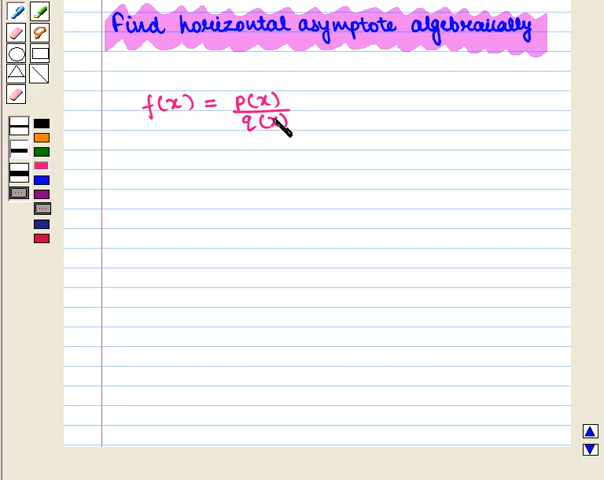 Find horizontal asymptote algebraically
f(x) = p(x)
q(x)